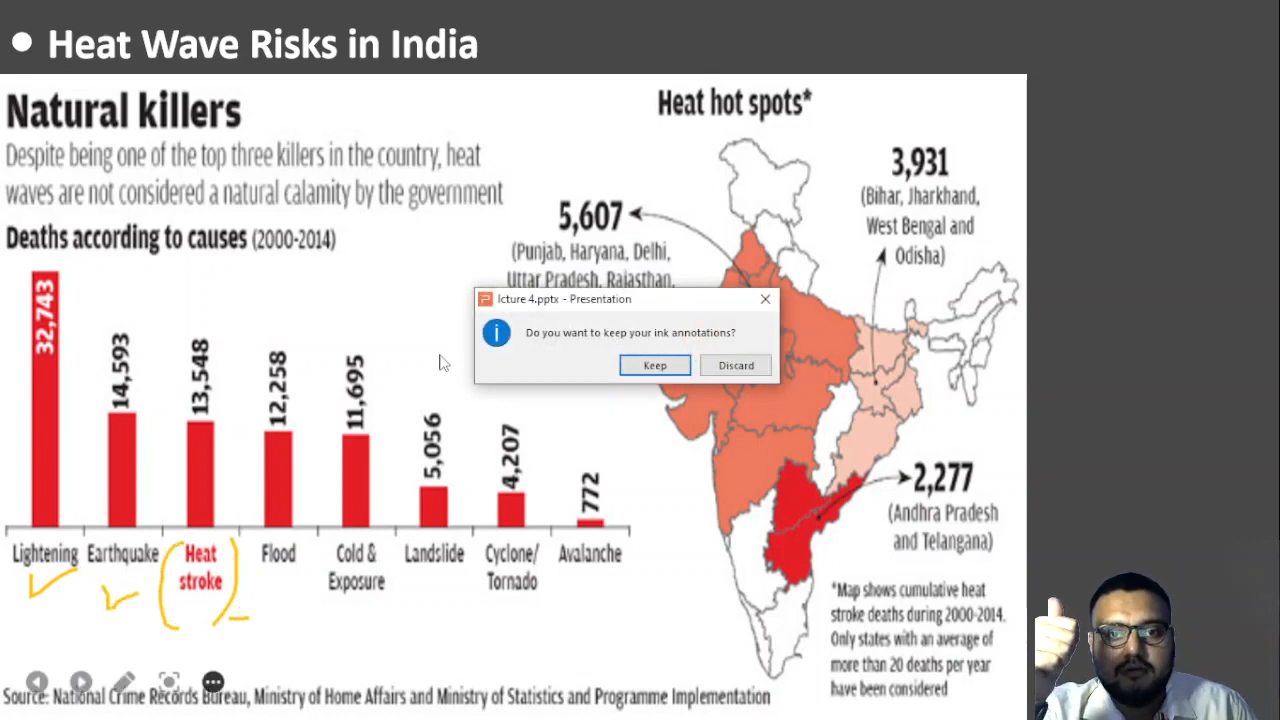 Heat Wave Risks in India
Natural killers
Despite being one of the top three killers in the country, heat
waves are not considered a natural calamity by the government
Deaths according to causes (2000-2014)
32,743
14,593
13,548
12,258
11,695
5,056
4,207
772
Lightening
Earthquake
Heat
stroke
Flood
Cold &
Exposure
Landslide
Cyclone/
Tornado
Avalanche
Heat hot spots*
5,607
(Punjab, Haryana, Delhi,
Uttar Pradesh, Rajasthan,
3,931
(Bihar, Jharkhand,
West Bengal and
Odisha)
2,277
(Andhra Pradesh
and Telangana)
*Map shows cumulative heat
stroke deaths during 2000-2014.
Only states with an average of
more than 20 deaths per year
have been considered
lcture 4.pptx - Presentation
Do you want to keep your ink annotations?
Keep
Discard
Source: National Crime Records Bureau, Ministry of Home Affairs and Ministry of Statistics and Programme Implementation